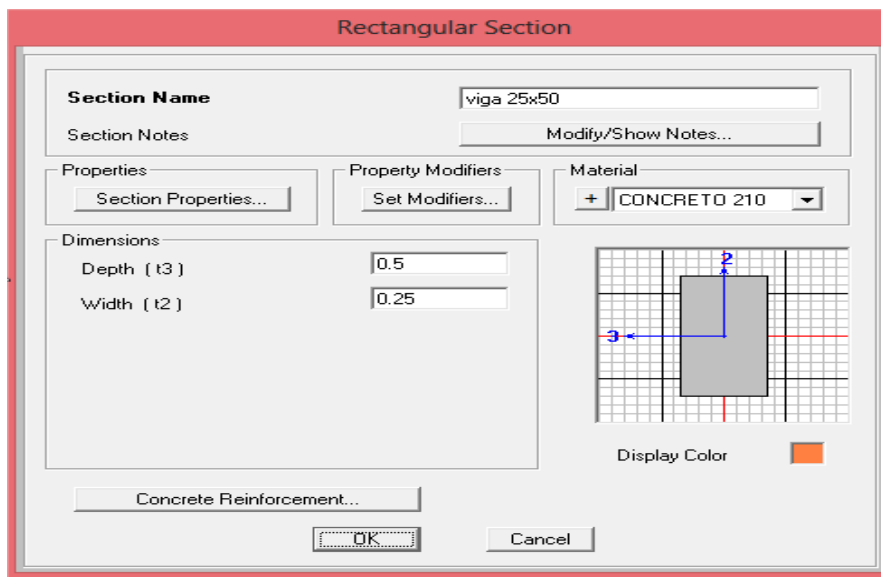 Rectangular Section
Section Name
viga 25x50
Section Notes
Modify/Show Notes...
Properties
Property Modifiers
Material
Section Properties...
Set Modifiers...
+ CONCRETO 210
Dimensions
Depth ( t3 )
0.5
Width ( t2 )
0.25
2
3
Display Color
Concrete Reinforcement...
OK
Cancel